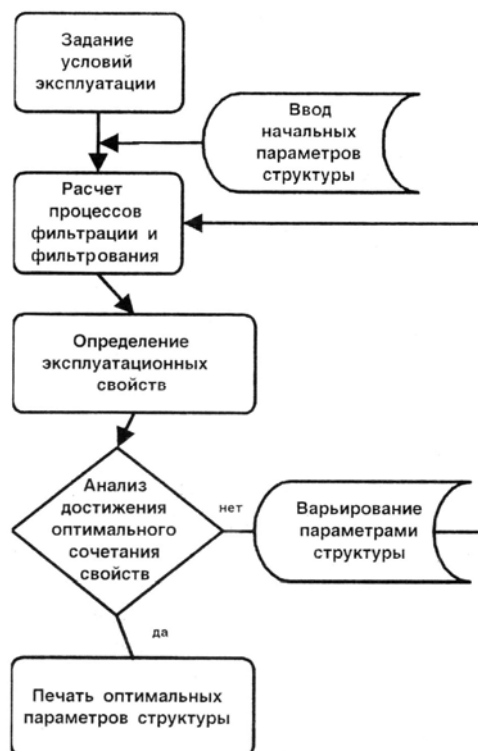 Задание
условий
эксплуатации
Ввод
начальных
параметров
структуры
Расчет
процессов
фильтрации и
фильтрования
Определение
эксплуатационных
свойств
Анализ
достижения
оптимального
сочетания
свойств
нет
Варьирование
параметрами
структуры
да
Печать оптимальных
параметров структуры